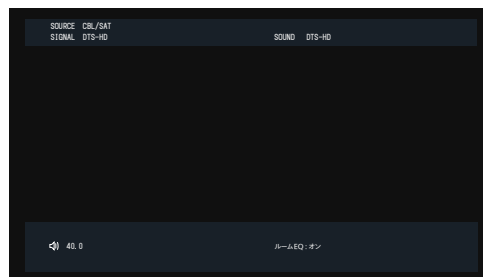 SOURCE CBL/SAT
SIGNAL DTS-HD
SOUND DTS-HD
40.0
ルームEQ:オン